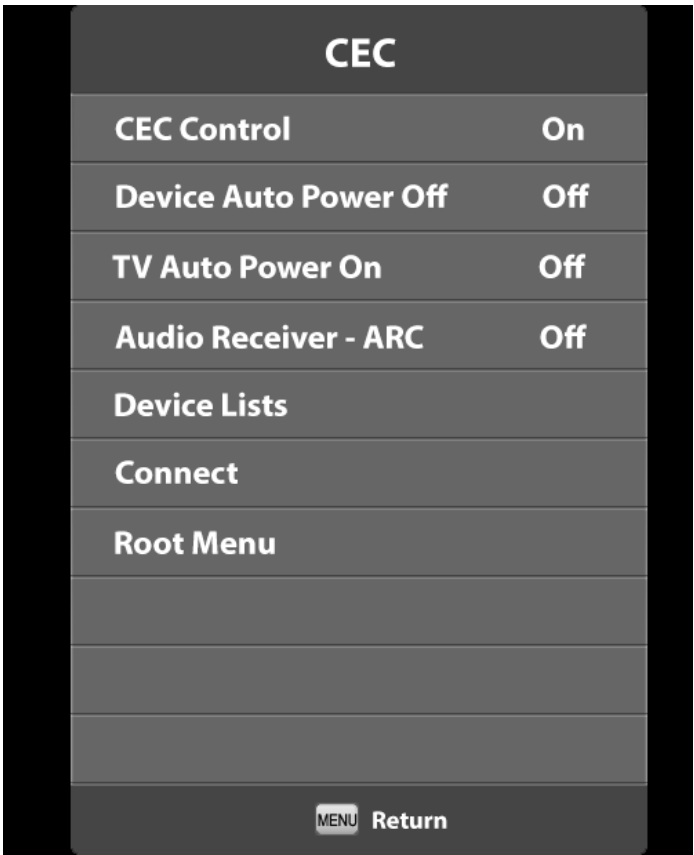 CEC
CEC Control On
Device Auto Power Off Off
TV Auto Power On Off
Audio Receiver - ARC Off
Device Lists
Connect
Root Menu
MENU Return